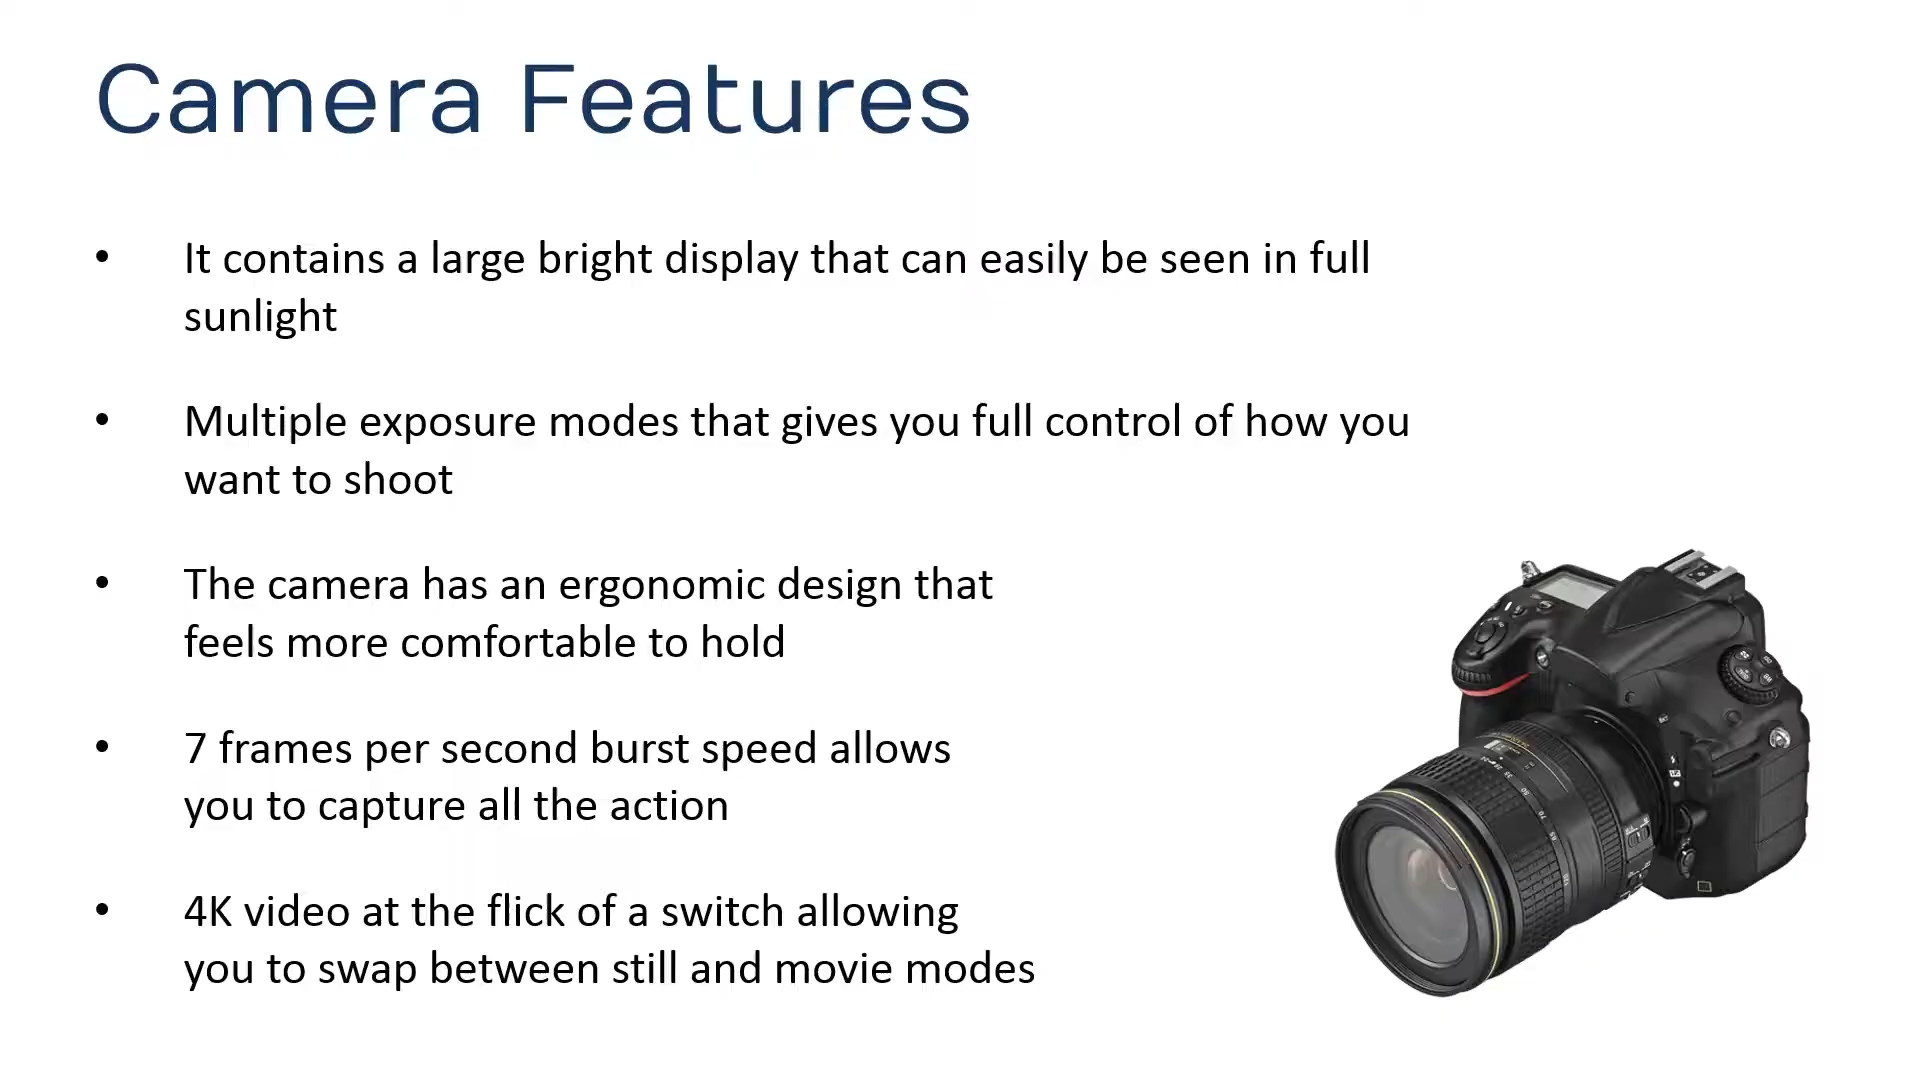 Camera Features
• It contains a large bright display that can easily be seen in full
sunlight
• Multiple exposure modes that gives you full control of how you
want to shoot
• The camera has an ergonomic design that
feels more comfortable to hold
• 7 frames per second burst speed allows
you to capture all the action
• 4K video at the flick of a switch allowing
you to swap between still and movie modes